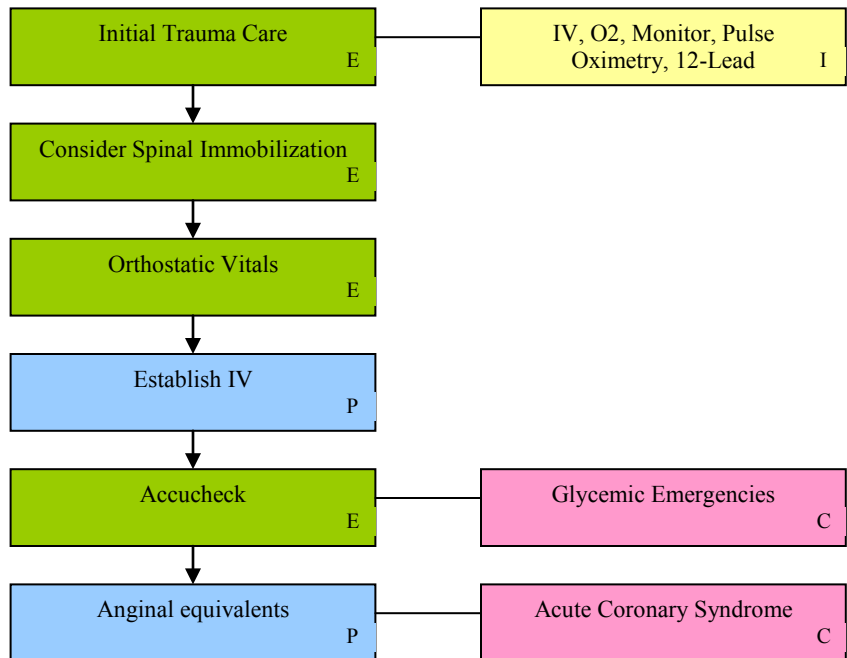 Initial Trauma Care
E
IV, O2, Monitor, Pulse
Oximetry, 12-Lead
I
Consider Spinal Immobilization
E
Orthostatic Vitals
E
Establish IV
P
Accucheck
E
Glycemic Emergencies
C
Anginal equivalents
P
Acute Coronary Syndrome
C